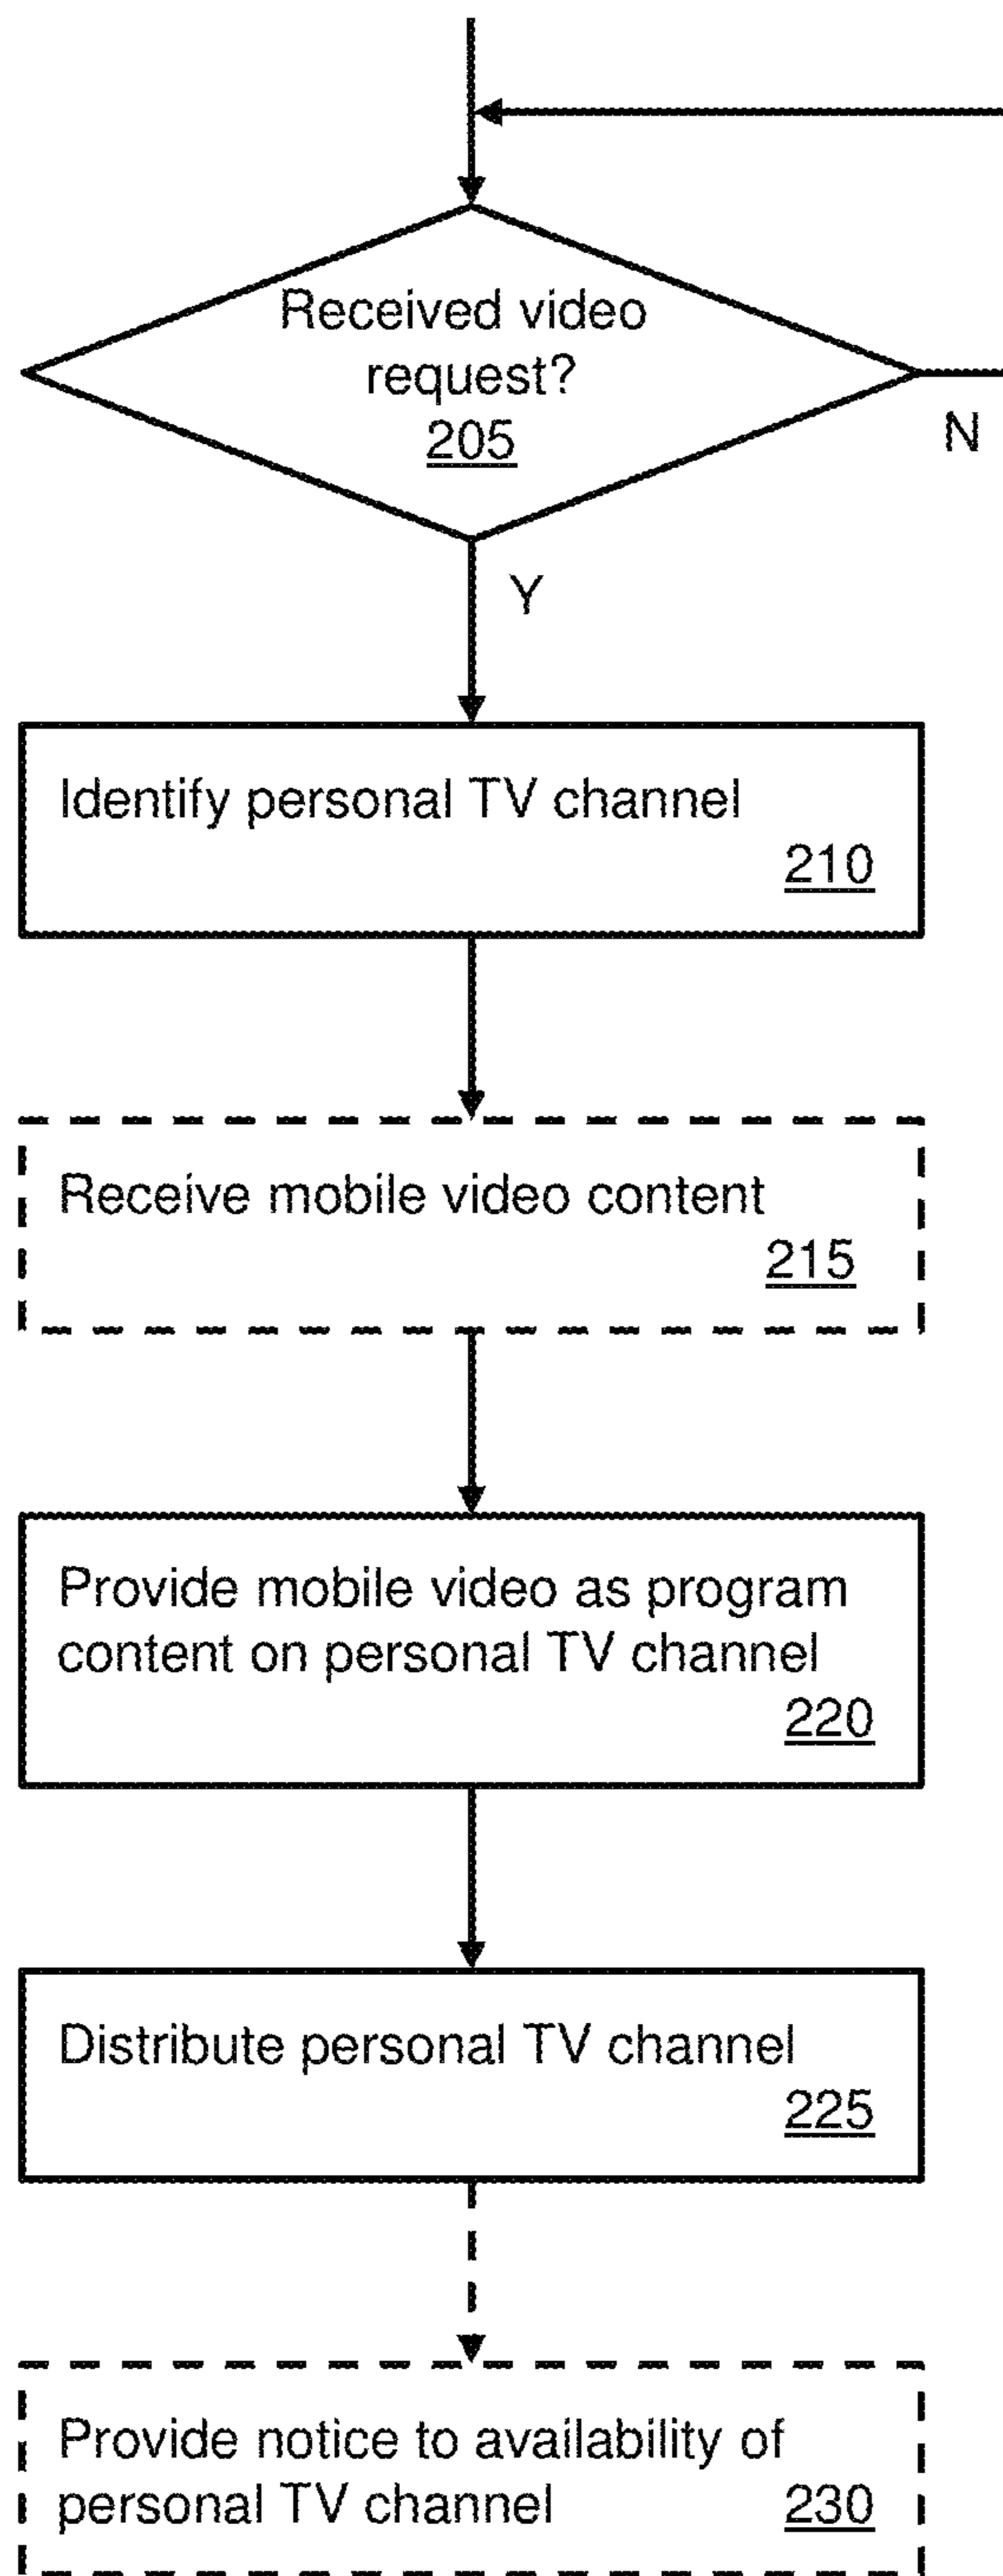 Received video
request?
205
N
Y
Identify personal TV channel
210
Receive mobile video content
215
Provide mobile video as program
content on personal TV channel
220
Distribute personal TV channel
225
Provide notice to availability of
personal TV channel 230